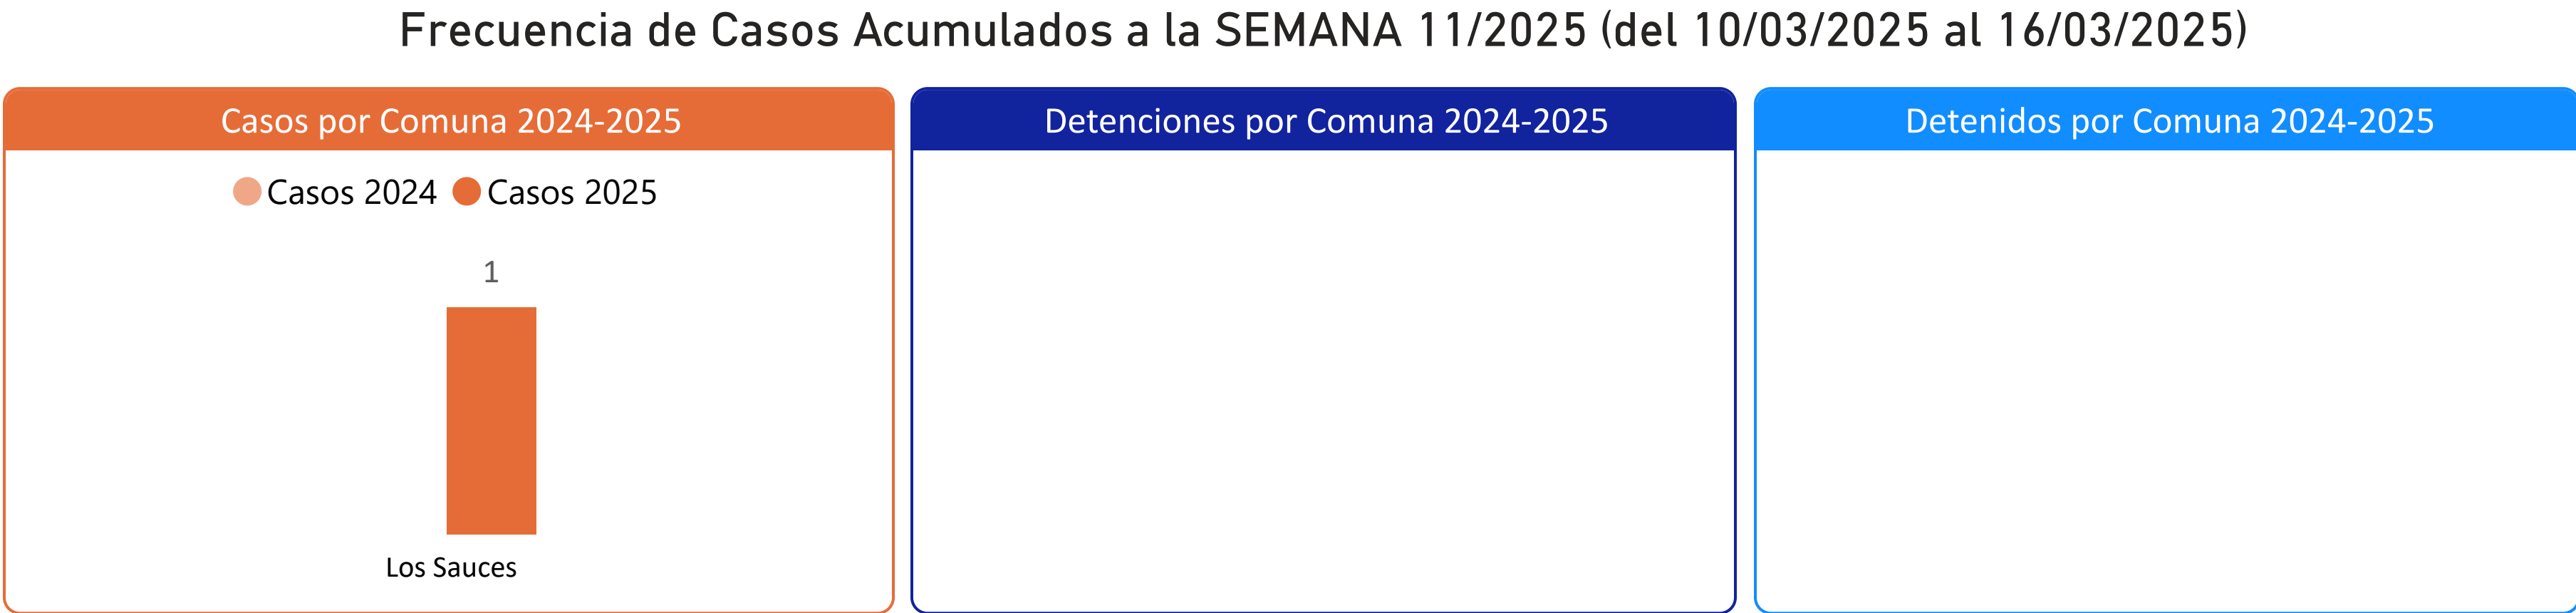 Frecuencia de Casos Acumulados a la SEMANA 11/2025 (del 10/03/2025 al 16/03/2025)
Casos por Comuna 2024-2025
Casos 2024 Casos 2025
1
Los Sauces
Detenciones por Comuna 2024-2025
Detenidos por Comuna 2024-2025